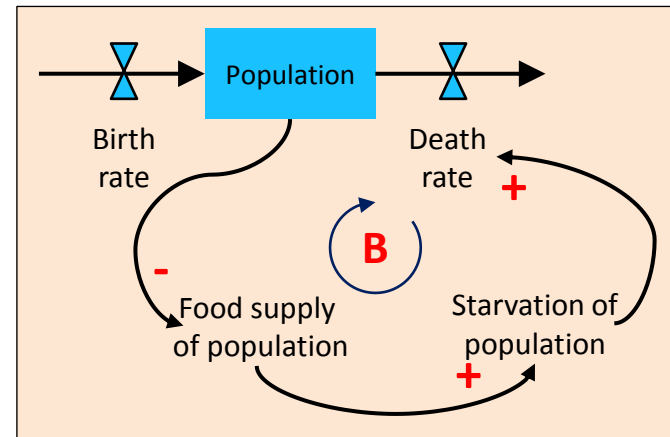 Population
Birth
rate
Death
rate
+
B
-
Food supply
of population
Starvation of
population
+